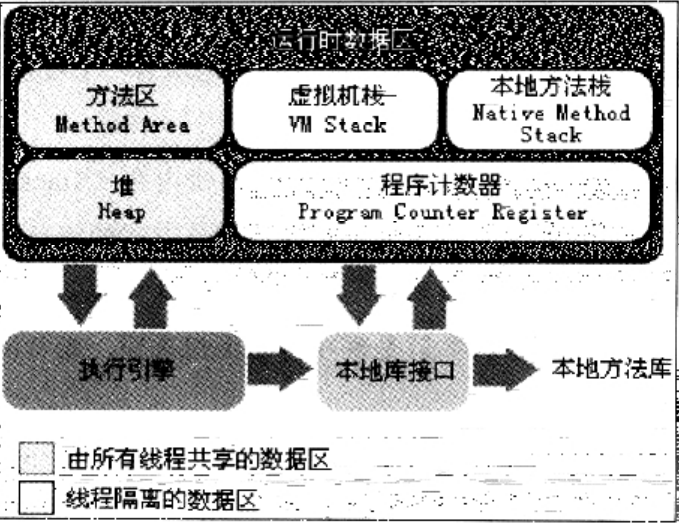 运行时数据区
方法区
Method Area
虚拟机栈
VM Stack
本地方法栈
Native Method
Stack
堆
Heap
程序计数器
Program Counter Register
执行引擎
本地库接口
本地方法库
由所有线程共享的数据区
线程隔离的数据区